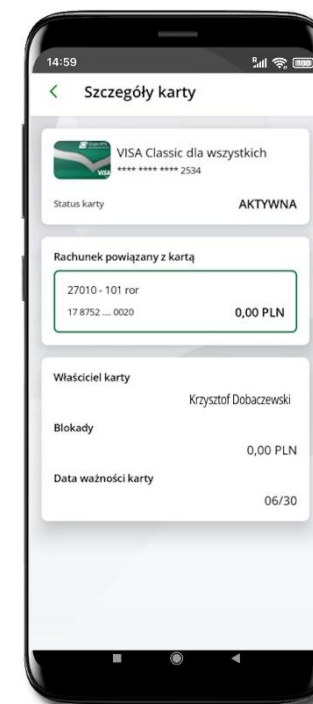 14:59
Szczegóły karty
VISA Classic dla wszystkich
**** **** **** 2534
VISA
Status karty AKTYWNA
Rachunek powiązany z kartą
27010 - 101 ror
17 8752 .... 0020 0,00 PLN
Właściciel karty
Krzysztof Dobaczewski
Blokady
0,00 PLN
Data ważności karty
06/30